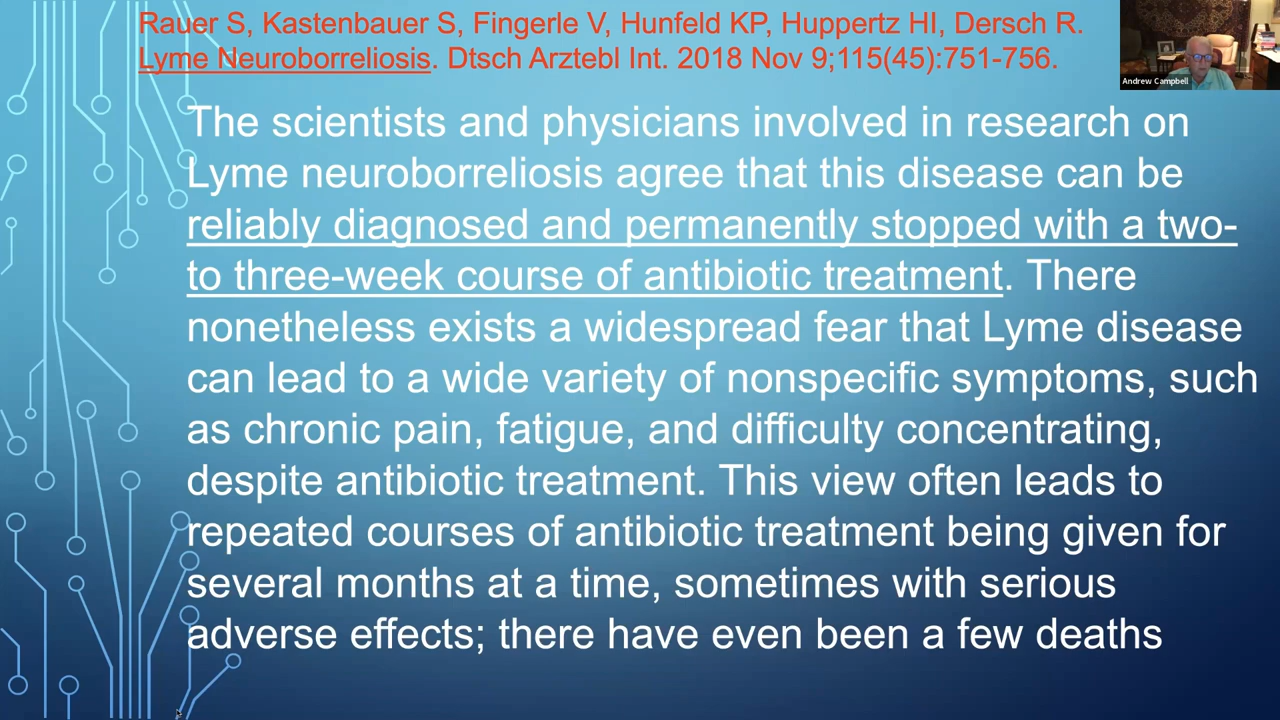 Rauer S, Kastenbauer S, Fingerle V, Hunfeld KP, Huppertz HI, Dersch R.
Lyme Neuroborreliosis. Dtsch Arztebl Int. 2018 Nov 9;115(45):751-756.
Andrew Campbell
The scientists and physicians involved in research on
Lyme neuroborreliosis agree that this disease can be
reliably diagnosed and permanently stopped with a two-
to three-week course of antibiotic treatment. There
nonetheless exists a widespread fear that Lyme disease
can lead to a wide variety of nonspecific symptoms, such
as chronic pain, fatigue, and difficulty concentrating,
despite antibiotic treatment. This view often leads to
repeated courses of antibiotic treatment being given for
several months at a time, sometimes with serious
adverse effects; there have even been a few deaths